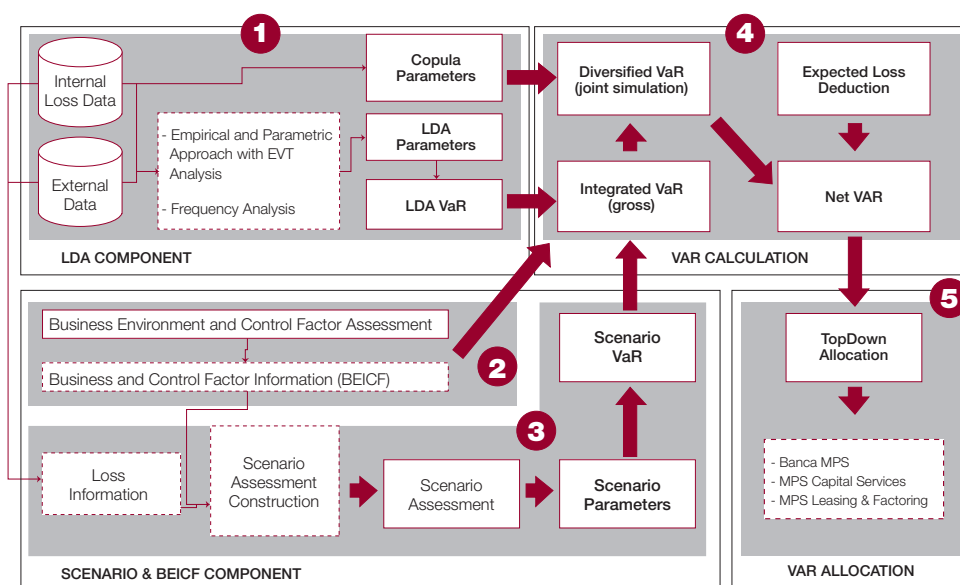 1
Internal
Loss Data
External
Data
- Empirical and Parametric
Approach with EVT
Analysis
- Frequency Analysis
Copula
Parameters
LDA
Parameters
LDA VaR
LDA COMPONENT
4
Diversified VaR
(joint simulation)
Expected Loss
Deduction
Integrated VaR
(gross)
Net VAR
VAR CALCULATION
Business Environment and Control Factor Assessment
Business and Control Factor Information (BEICF)
2
3
Loss
Information
Scenario
Assessment
Construction
Scenario
Assessment
Scenario
Parameters
Scenario
VaR
SCENARIO & BEICF COMPONENT
5
TopDown
Allocation
- Banca MPS
- MPS Capital Services
- MPS Leasing & Factoring
VAR ALLOCATION